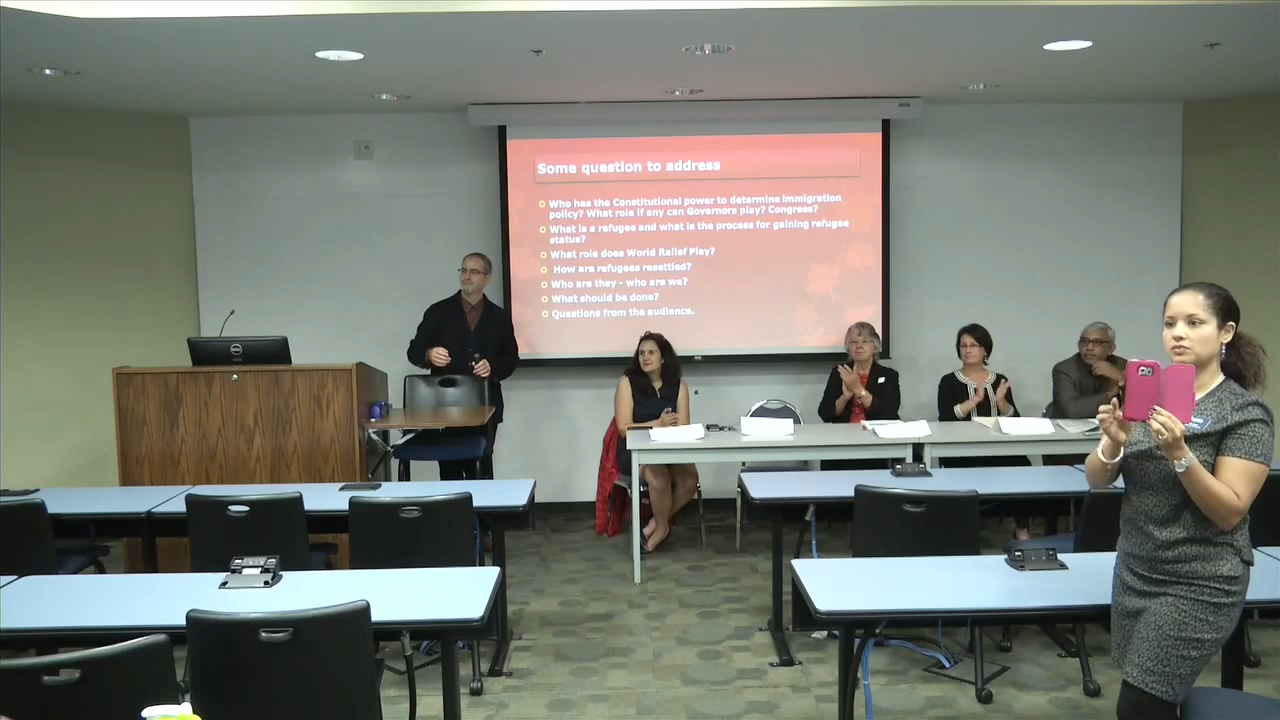 Some question to address
Who has the Constitutional power to determine immigration
policy? What role if any can Governors play? Congress?
What is a refugee and what is the process for gaining refugee
status?
What role does World Relief Play?
How are refugees resettled?
Who are they - who are we?
What should be done?
Questions from the audience.
DELL